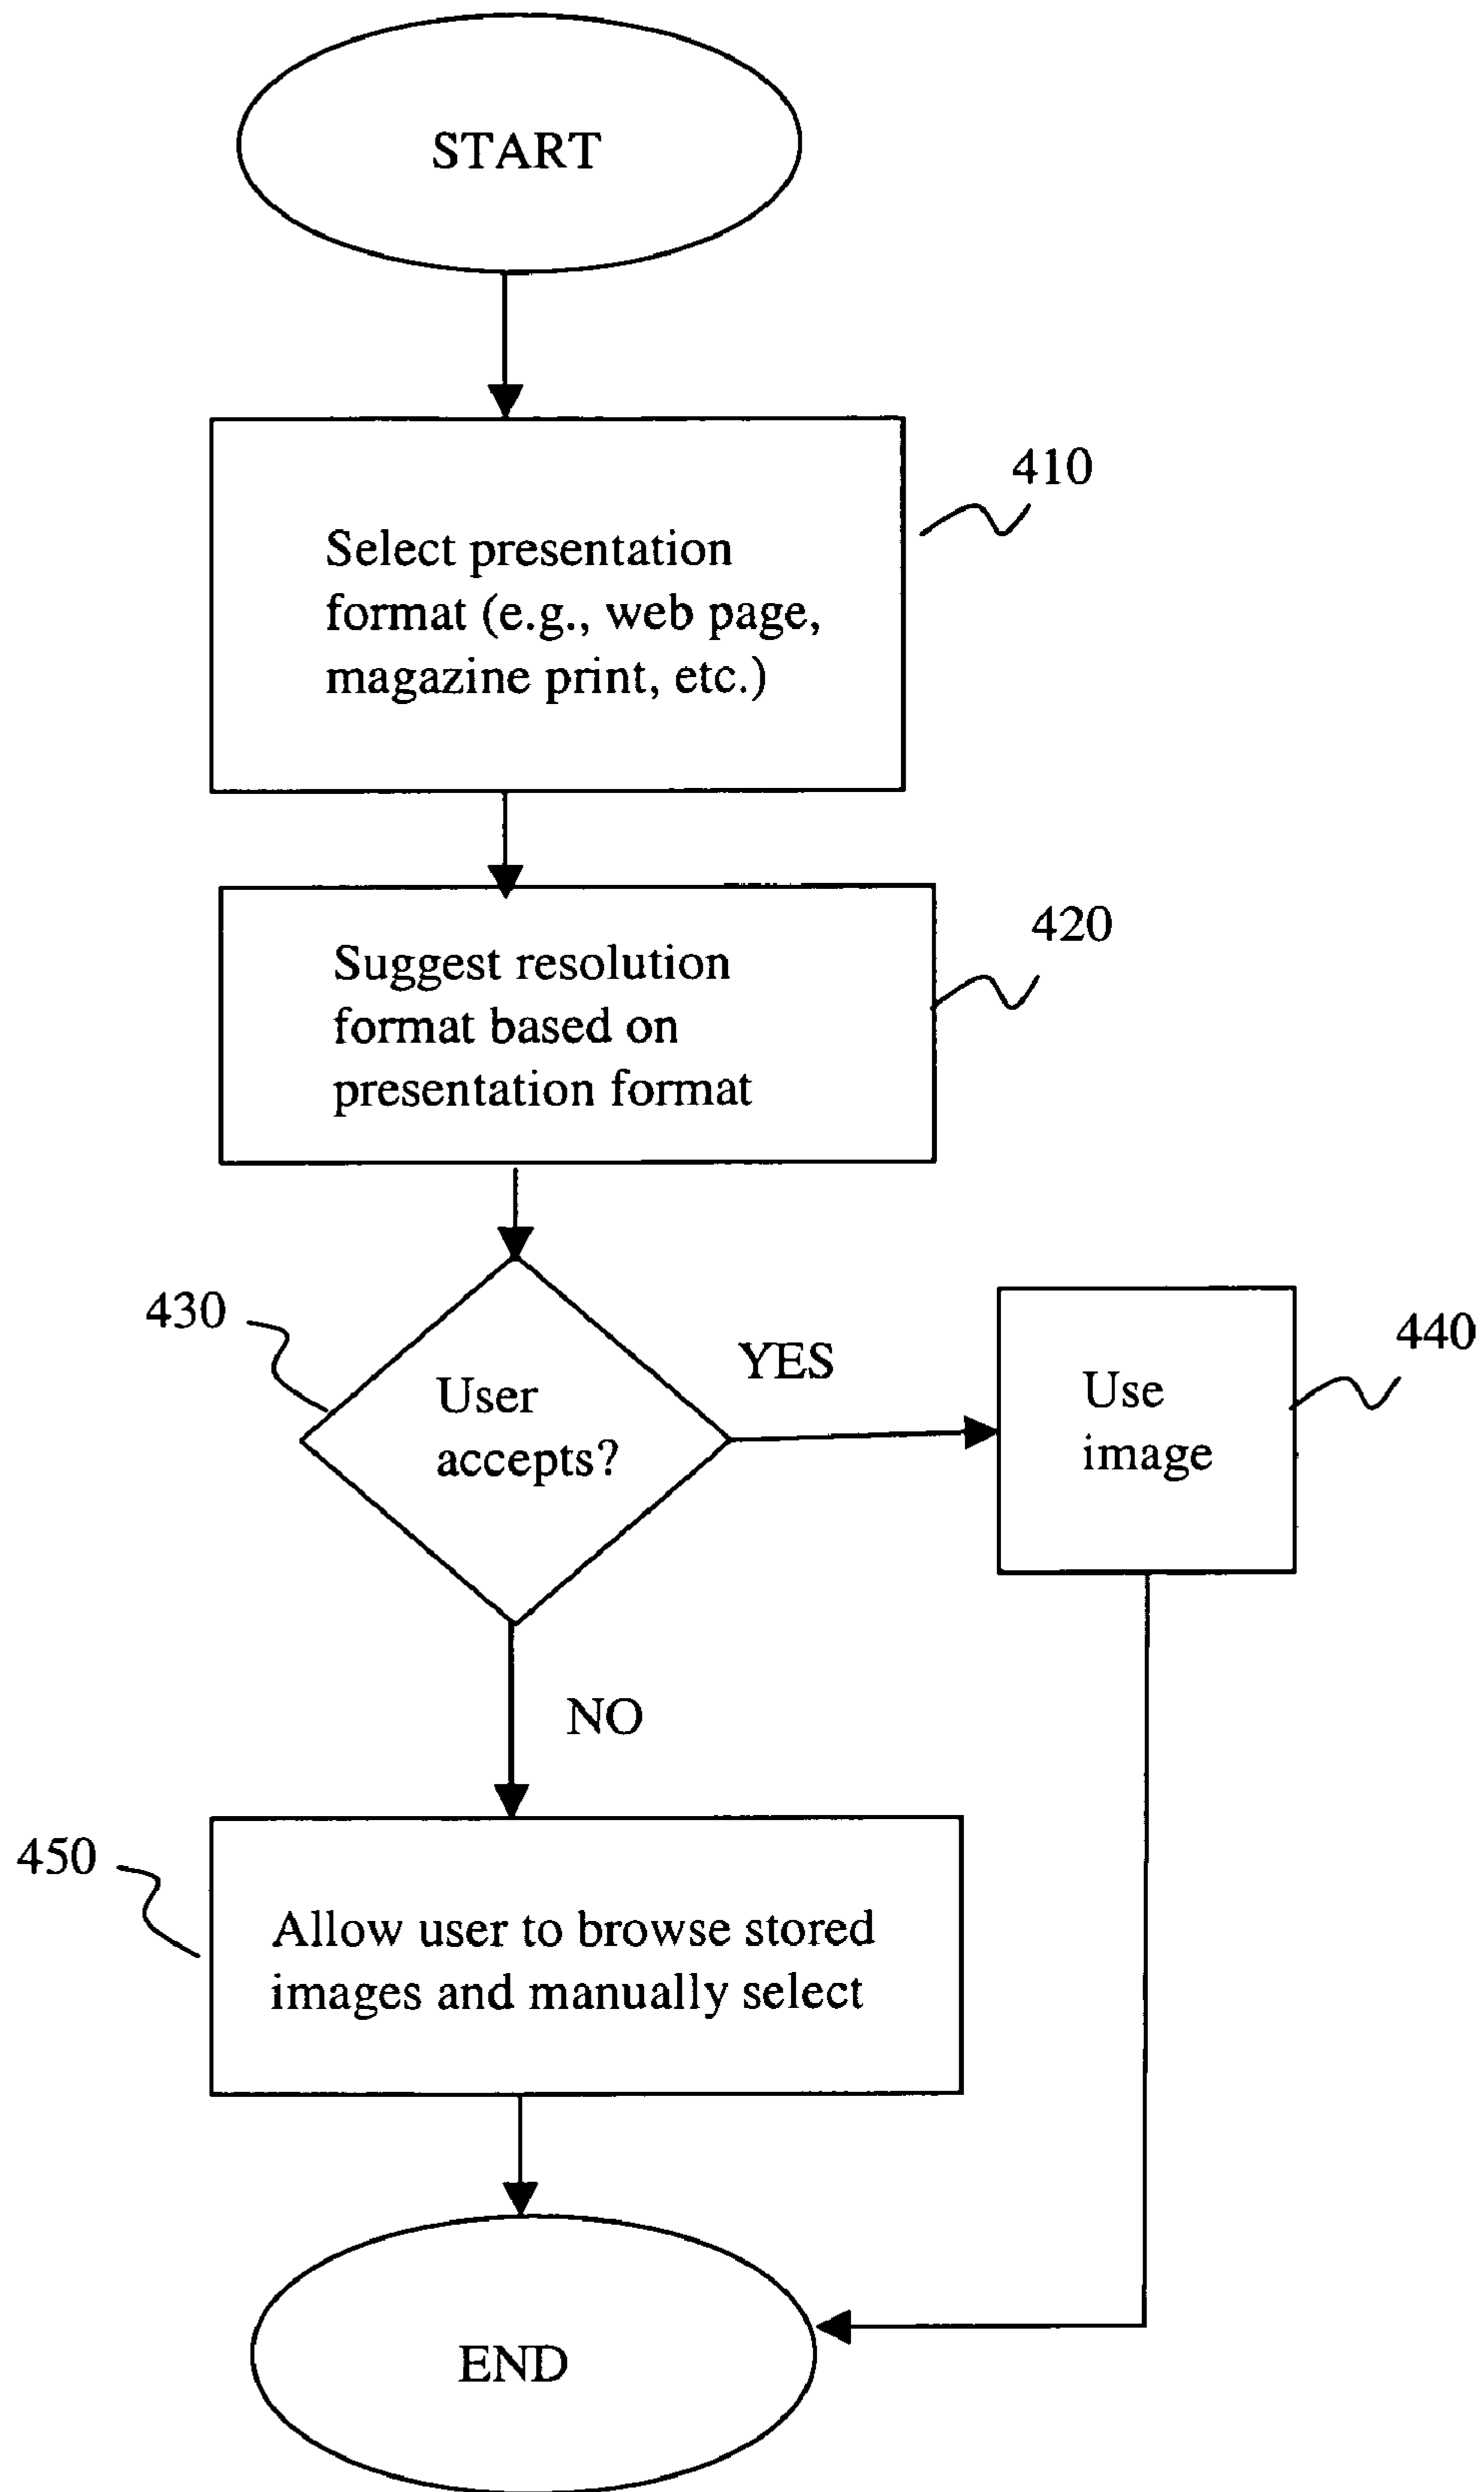 START
410
Select presentation
format (e.g., web page,
magazine print, etc.)
420
Suggest resolution
format based on
presentation format
430
User
accepts?
YES
440
Use
image
NO
450
Allow user to browse stored
images and manually select
END